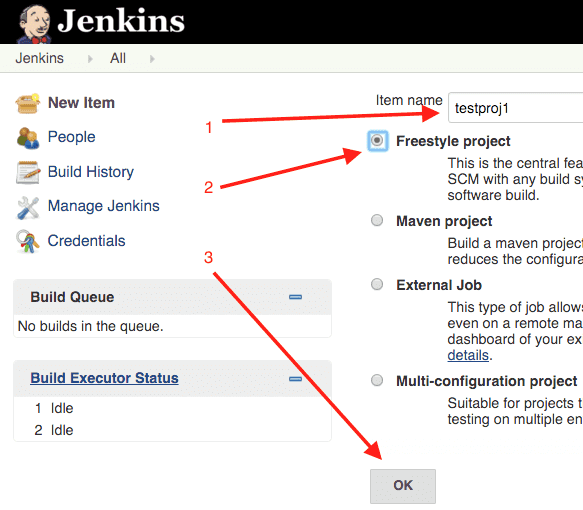 Jenkins
Jenkins All
New Item
People
Build History
Manage Jenkins
Credentials
Build Queue
No builds in the queue.
Build Executor Status
1 Idle
2 Idle
1
2
3
Item name testproj1
Freestyle project
This is the central fea
SCM with any build sy
software build.
Maven project
Build a maven project
reduces the configura
External Job
This type of job allows
even on a remote ma
dashboard of your ex
details.
Multi-configuration project
Suitable for projects t
testing on multiple en
OK